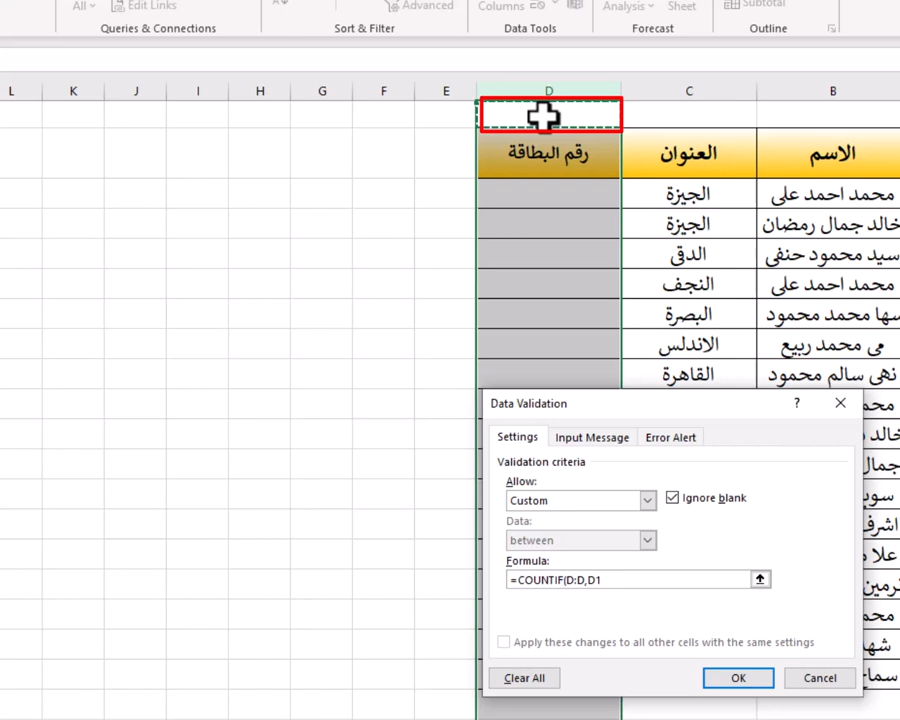 All Edit Links Advanced Columns Analysis Sheet Subtotal
Queries & Connections Sort & Filter Data Tools Forecast Outline
L K J I H G F E D C B
الاسم العنوان رقم البطاقة
محمد احمد على الجيزة
خالد جمال رمضان الجيزة
سيد محمود حنفى الدقى
محمد احمد على النجف
سها محمد محمود البصرة
مى محمد ربيع الاندلس
نهى سالم محمود القاهرة
Data Validation ?
Settings Input Message Error Alert
Validation criteria
Allow:
Custom Ignore blank
Data:
between
Formula:
=COUNTIF(D:D,D1
Apply these changes to all other cells with the same settings
Clear All OK Cancel